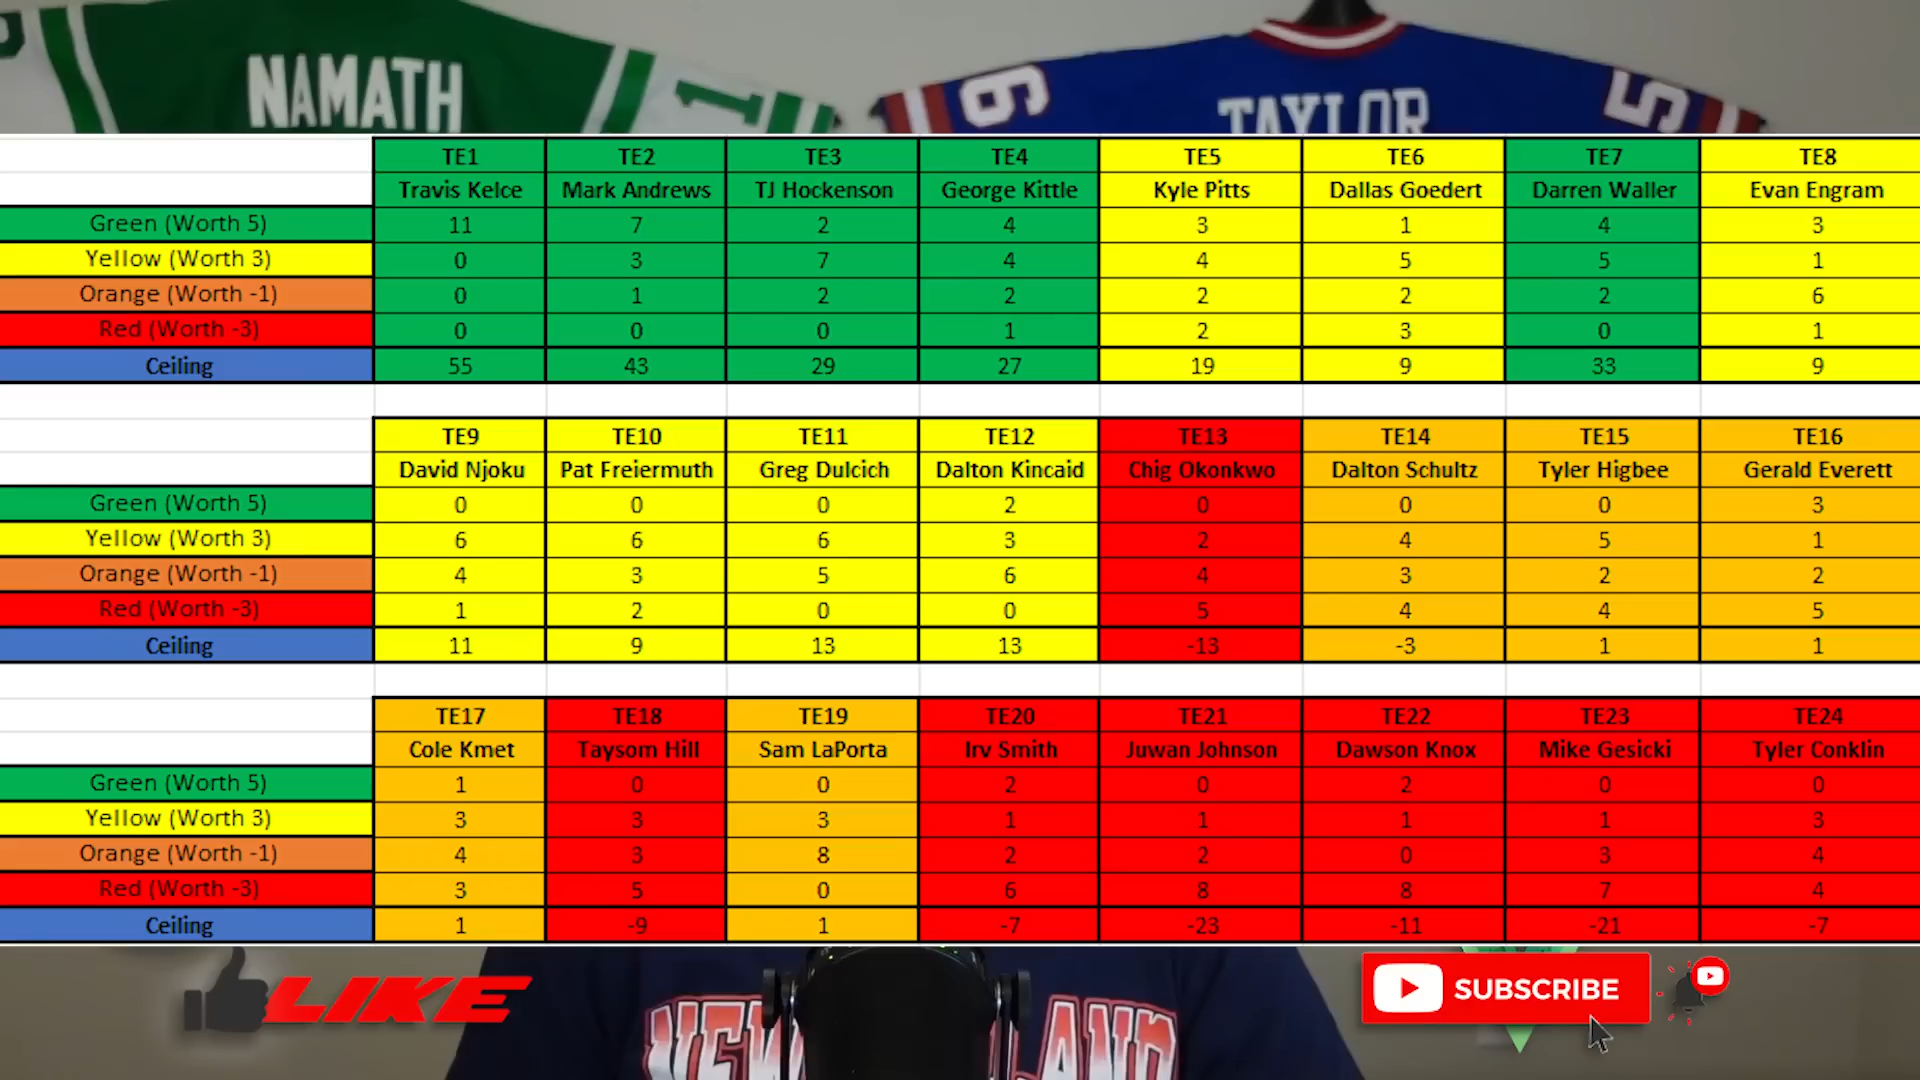 NAMATH
1
TAYLOR
6
5
TE1 TE2 TE3 TE4 TE5 TE6 TE7 TE8
Travis Kelce Mark Andrews TJ Hockenson George Kittle Kyle Pitts Dallas Goedert Darren Waller Evan Engram
Green (Worth 5) 11 7 2 4 3 1 4 3
Yellow (Worth 3) 0 3 7 4 4 5 5 1
Orange (Worth -1) 0 1 2 2 2 2 2 6
Red (Worth -3) 0 0 0 1 2 3 0 1
Ceiling 55 43 29 27 19 9 33 9
TE9 TE10 TE11 TE12 TE13 TE14 TE15 TE16
David Njoku Pat Freiermuth Greg Dulcich Dalton Kincaid Chig Okonkwo Dalton Schultz Tyler Higbee Gerald Everett
Green (Worth 5) 0 0 0 2 0 0 0 3
Yellow (Worth 3) 6 6 6 3 2 4 5 1
Orange (Worth -1) 4 3 5 6 4 3 2 2
Red (Worth -3) 1 2 0 0 5 4 4 5
Ceiling 11 9 13 13 -13 -3 1 1
TE17 TE18 TE19 TE20 TE21 TE22 TE23 TE24
Cole Kmet Taysom Hill Sam LaPorta Irv Smith Juwan Johnson Dawson Knox Mike Gesicki Tyler Conklin
Green (Worth 5) 1 0 0 2 0 2 0 0
Yellow (Worth 3) 3 3 3 1 1 1 1 3
Orange (Worth -1) 4 3 8 2 2 0 3 4
Red (Worth -3) 3 5 0 6 8 8 7 4
Ceiling 1 -9 1 -7 -23 -11 -21 -7
LIKE
SUBSCRIBE